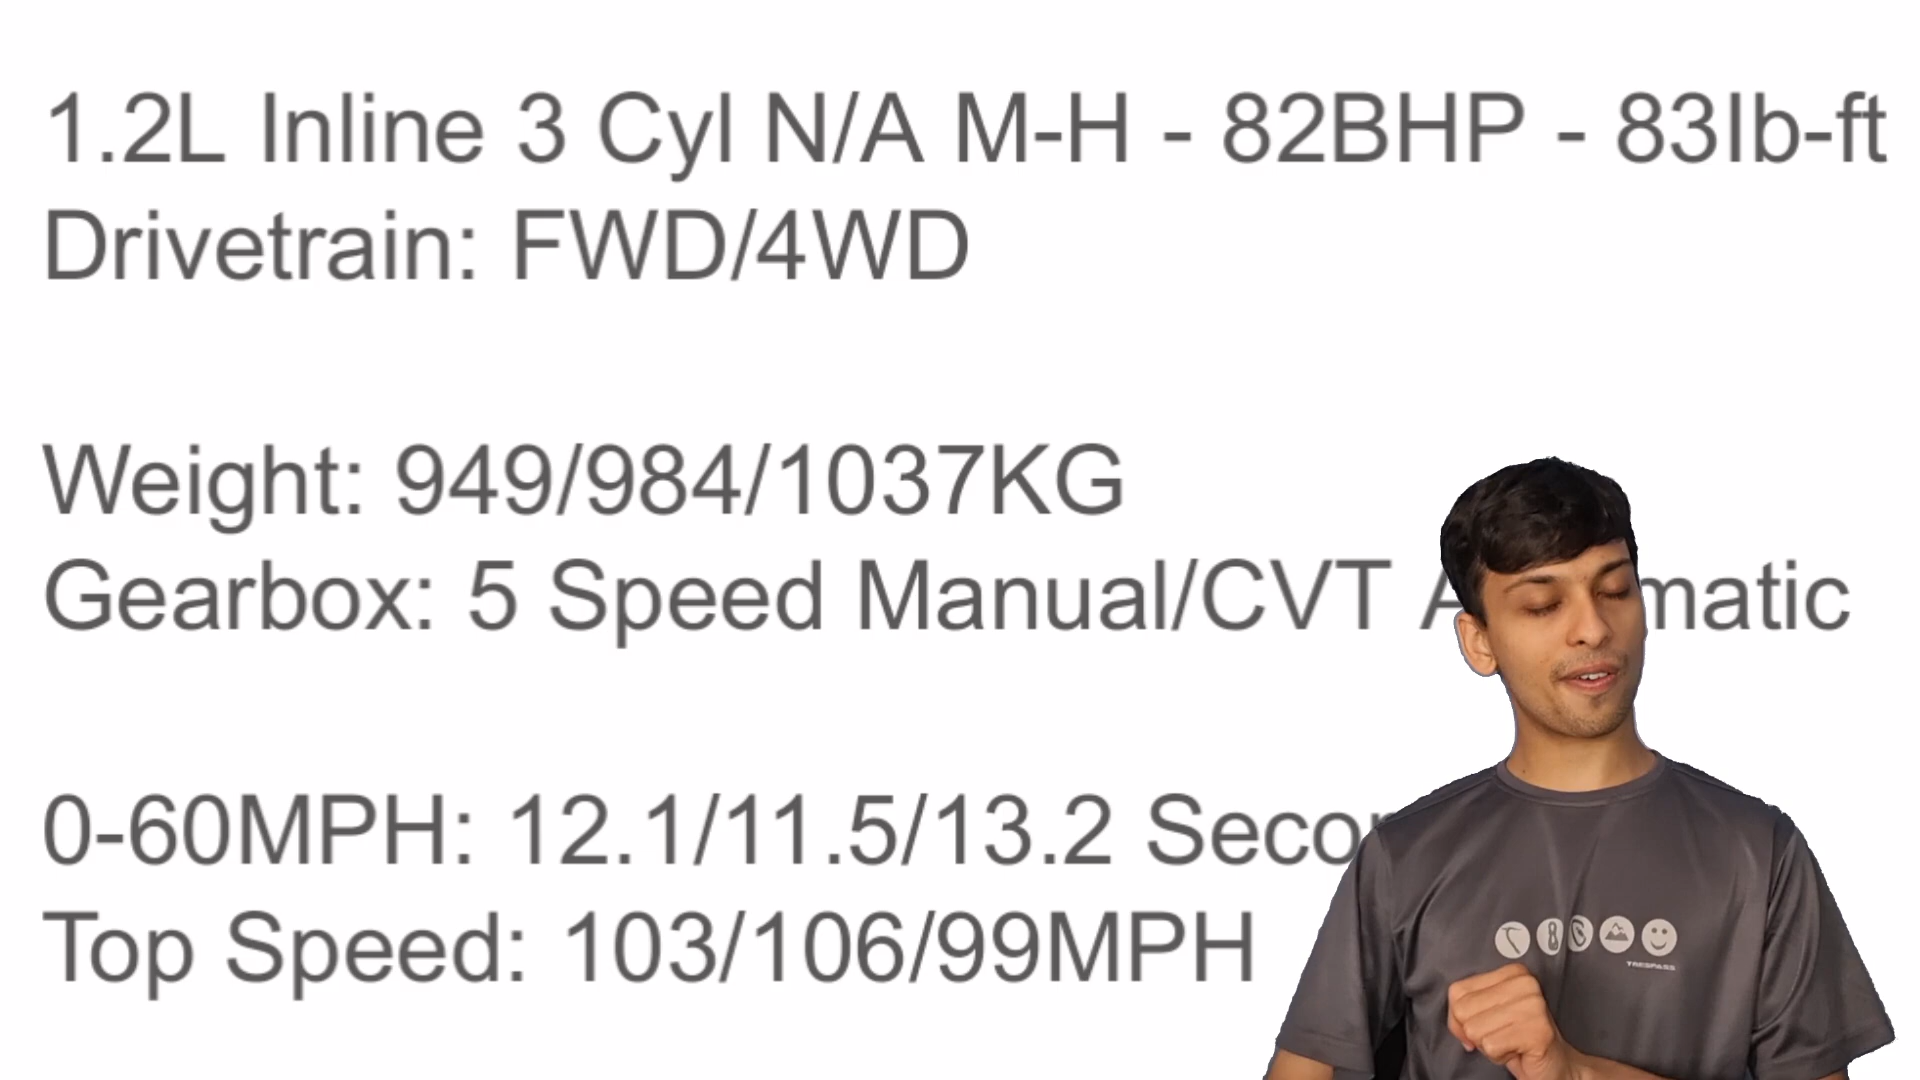 1.2L Inline 3 Cyl N/A M-H - 82BHP - 83lb-ft
Drivetrain: FWD/4WD
Weight: 949/984/1037KG
Gearbox: 5 Speed Manual/CVT
0-60MPH: 12.1/11.5/13.2
Top Speed: 103/106/99MPH
TRESPASS